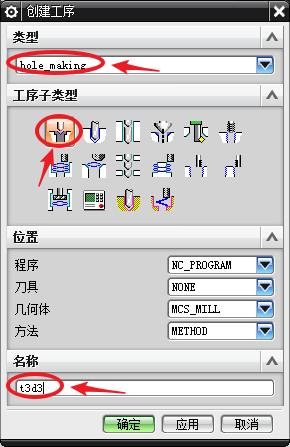 创建工序
类型
hole_making
工序子类型
位置
程序 NC_PROGRAM
刀具 NONE
几何体 MCS_MILL
方法 METHOD
名称
t3d3
确定 应用 取消